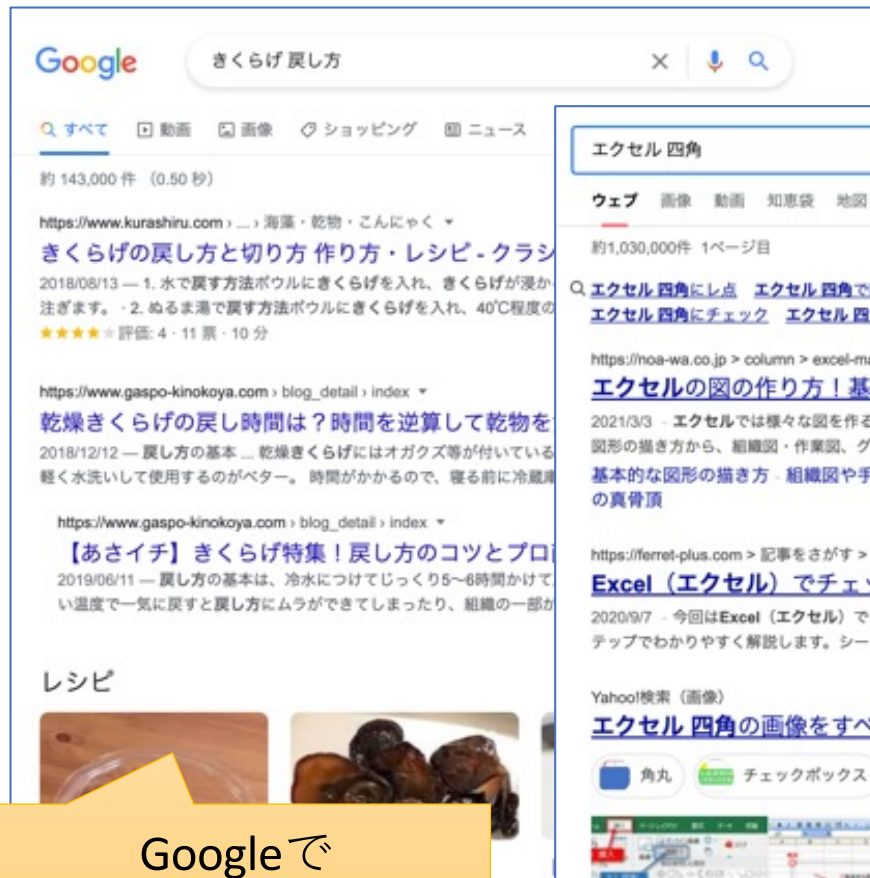 Google
きくらげ 戻し方
すべて 動画 画像 ショッピング ニュース
約 143,000 件 (0.50 秒)
https://www.kurashiru.com › ... › 海藻・乾物・こんにゃく
きくらげの戻し方と切り方 作り方・レシピ - クラシ
2018/08/13 — 1. 水で戻す方法ボウルにきくらげを入れ、きくらげが浸か
注ぎます。 · 2. ぬるま湯で戻す方法ボウルにきくらげを入れ、40℃程度の
★★★★★ 評価: 4 · 11 票 · 10 分
https://www.gaspo-kinokoya.com › blog_detail › index
乾燥きくらげの戻し時間は？時間を逆算して乾物を
2018/12/12 — 戻し方の基本 ... 乾燥きくらげにはオガクズ等が付いている
軽く水洗いして使用するのがベター。 時間がかかるので、寝る前に冷蔵庫
https://www.gaspo-kinokoya.com › blog_detail › index
【あさイチ】きくらげ特集！戻し方のコツとプロ
2019/06/11 — 戻し方の基本は、冷水につけてじっくり5〜6時間かけて
い温度で一気に戻すと戻し方にムラができてしまったり、組織の一部が
レシピ
Googleで
エクセル 四角
ウェブ 画像 動画 知恵袋 地図
約1,030,000件 1ページ目
エクセル 四角にレ点 エクセル 四角で
エクセル 四角にチェック エクセル 四
https://noa-wa.co.jp > column > excel-ma
エクセルの図の作り方！基
2021/3/3 - エクセルでは様々な図を作る
図形の描き方から、組織図・作業図、グ
基本的な図形の描き方 - 組織図や手
の真骨頂
https://ferret-plus.com > 記事をさがす >
Excel（エクセル）でチェッ
2020/9/7 - 今回はExcel（エクセル）で
テップでわかりやすく解説します。シー
Yahoo!検索（画像）
エクセル 四角の画像をすべ
角丸 チェックボックス
挿入